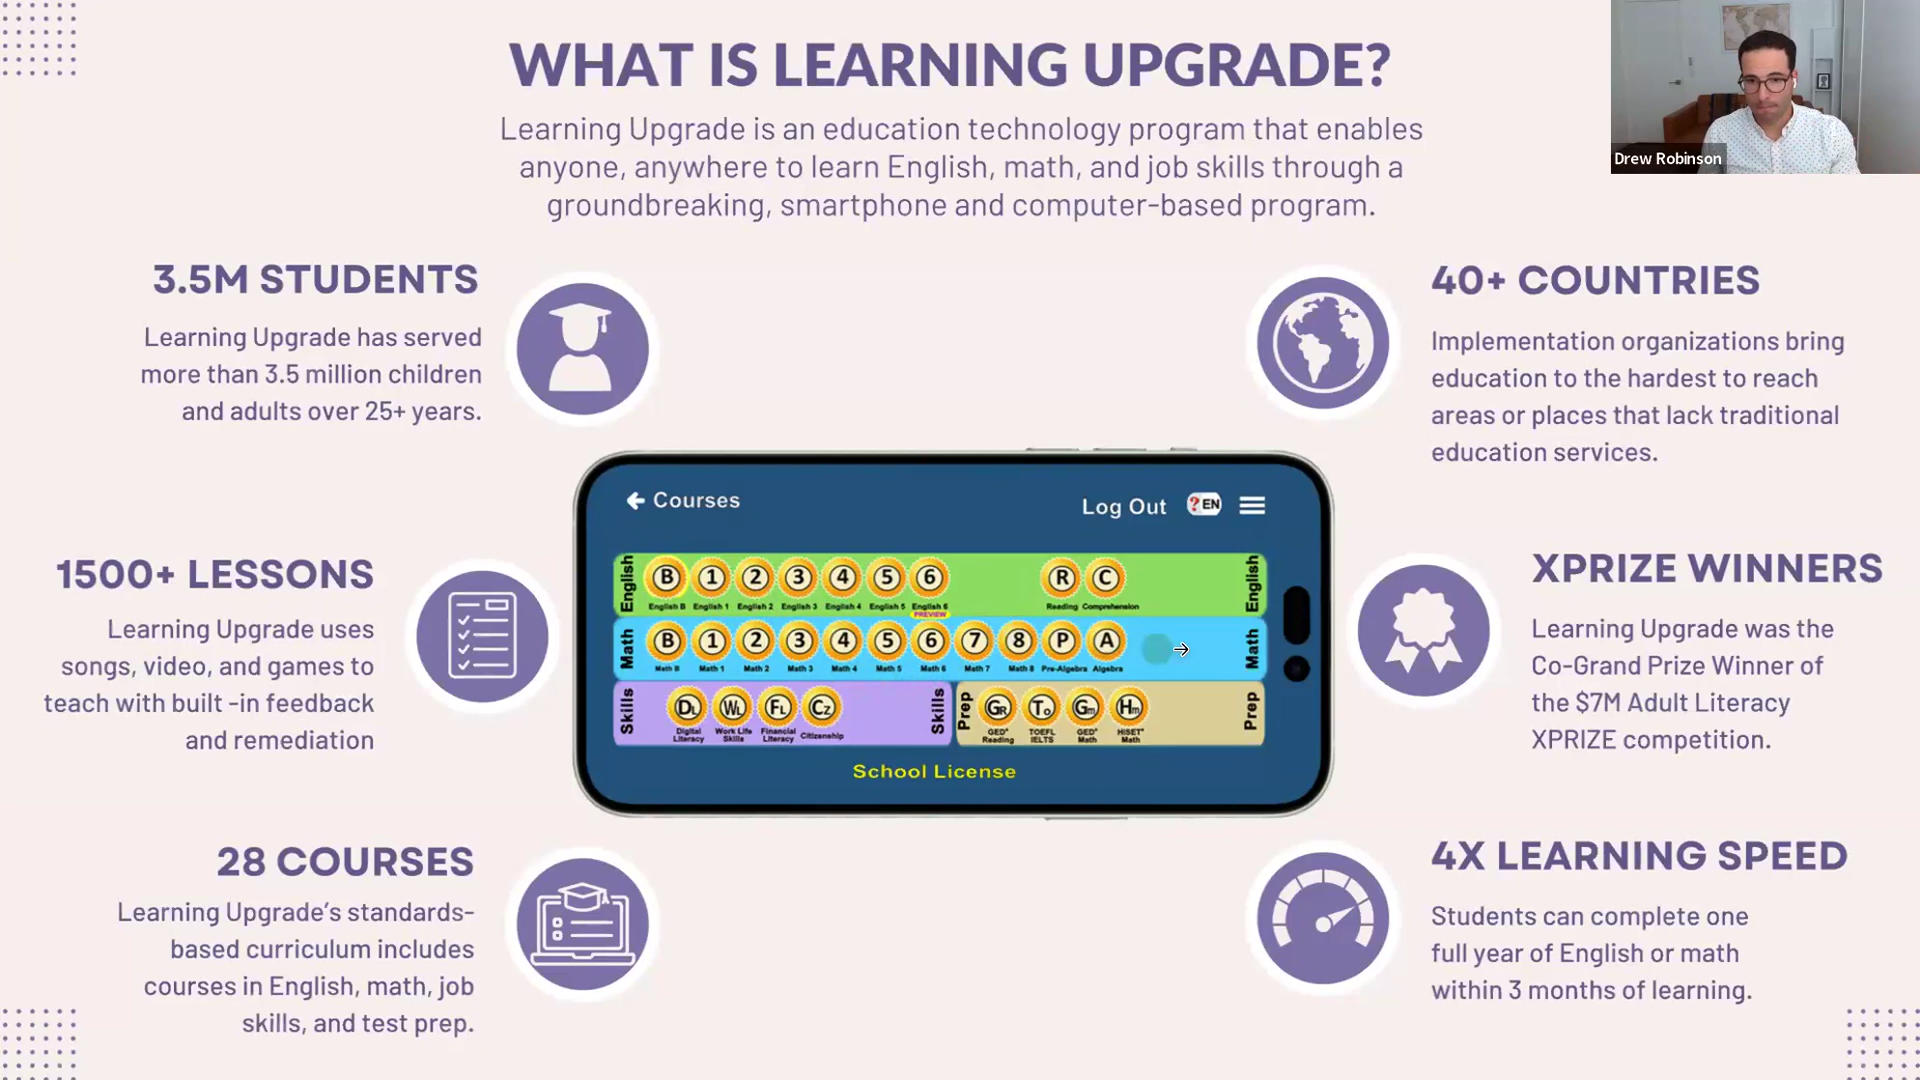 WHAT IS LEARNING UPGRADE?
Learning Upgrade is an education technology program that enables
anyone, anywhere to learn English, math, and job skills through a
groundbreaking, smartphone and computer-based program.
Drew Robinson
3.5M STUDENTS
Learning Upgrade has served
more than 3.5 million children
and adults over 25+ years.
40+ COUNTRIES
Implementation organizations bring
education to the hardest to reach
areas or places that lack traditional
education services.
1500+ LESSONS
Learning Upgrade uses
songs, video, and games to
teach with built -in feedback
and remediation
Courses
Log Out
?EN
English
B 1 2 3 4 5 6 R C
English B English 1 English 2 English 3 English 4 English 5 English 6 Reading Comprehension
PREVIEW
English
Math
B 1 2 3 4 5 6 7 8 P A
Math B Math 1 Math 2 Math 3 Math 4 Math 5 Math 6 Math 7 Math 8 Pre-Algebra Algebra
Math
Skills
DL WL FL Cz
Digital Literacy Work Life Skills Financial Literacy Citizenship
Skills
Prep
GR To Gm Hm
GED® Reading TOEFL IELTS GED® Math HiSET® Math
Prep
School License
XPRIZE WINNERS
Learning Upgrade was the
Co-Grand Prize Winner of
the $7M Adult Literacy
XPRIZE competition.
28 COURSES
Learning Upgrade's standards-
based curriculum includes
courses in English, math, job
skills, and test prep.
4X LEARNING SPEED
Students can complete one
full year of English or math
within 3 months of learning.